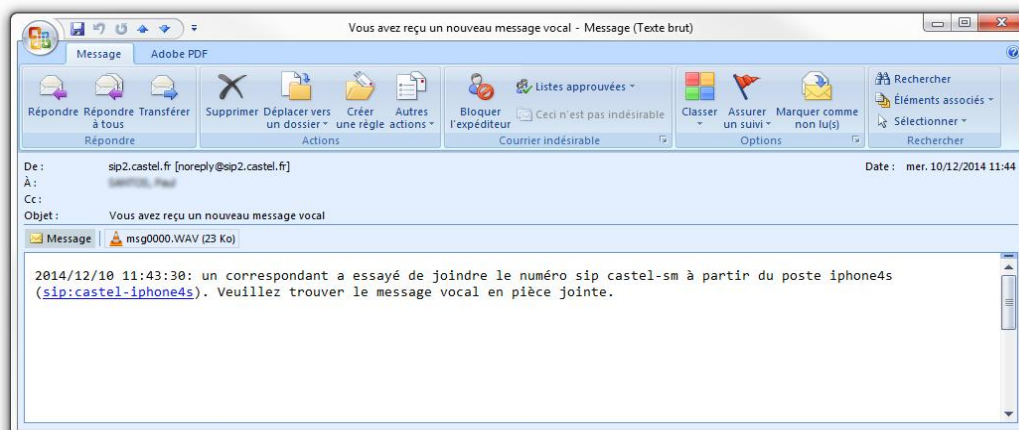 Vous avez reçu un nouveau message vocal - Message (Texte brut)
Message Adobe PDF
Répondre Répondre à tous Transférer
Supprimer Déplacer vers un dossier Créer une règle Autres actions
Bloquer l'expéditeur Listes approuvées Ceci n'est pas indésirable
Classer Assurer un suivi Marquer comme non lu(s)
Rechercher
Éléments associés
Sélectionner
Répondre Actions Courrier indésirable Options Rechercher
De : sip2.castel.fr [noreply@sip2.castel.fr] Date : mer. 10/12/2014 11:44
À :
Cc :
Objet : Vous avez reçu un nouveau message vocal
Message msg0000.WAV (23 Ko)
2014/12/10 11:43:30: un correspondant a essayé de joindre le numéro sip castel-sm à partir du poste iphone4s
(sip:castel-iphone4s). Veuillez trouver le message vocal en pièce jointe.